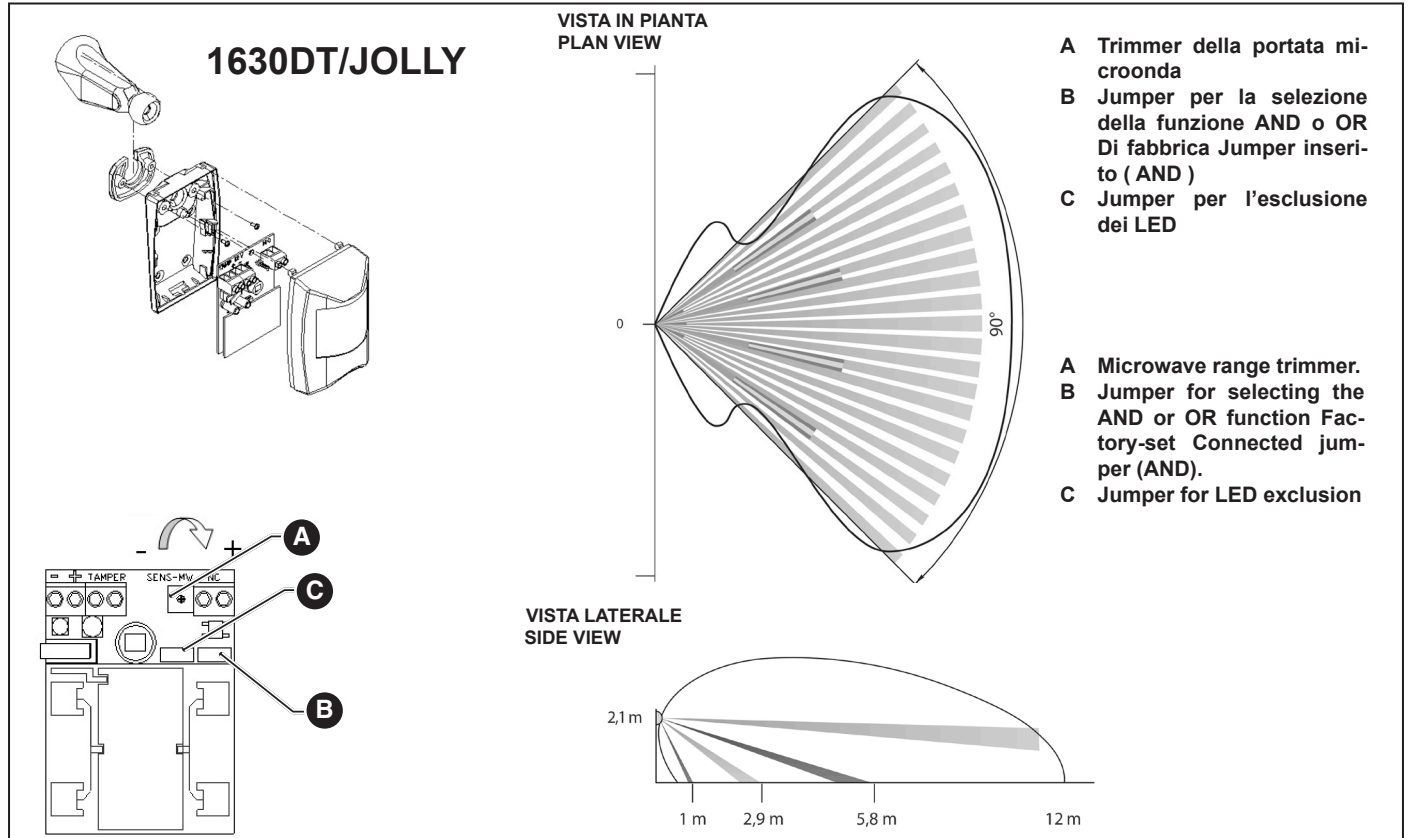 1630DT/JOLLY
VISTA IN PIANTA
PLAN VIEW
0
90°
A Trimmer della portata mi-
croonda
B Jumper per la selezione
della funzione AND o OR
Di fabbrica Jumper inseri-
to ( AND )
C Jumper per l'esclusione
dei LED
A Microwave range trimmer.
B Jumper for selecting the
AND or OR function Fac-
tory-set Connected jum-
per (AND).
C Jumper for LED exclusion
- +
A
- + TAMPER SENS-MW NC
C
B
VISTA LATERALE
SIDE VIEW
2,1 m
1 m 2,9 m 5,8 m 12 m